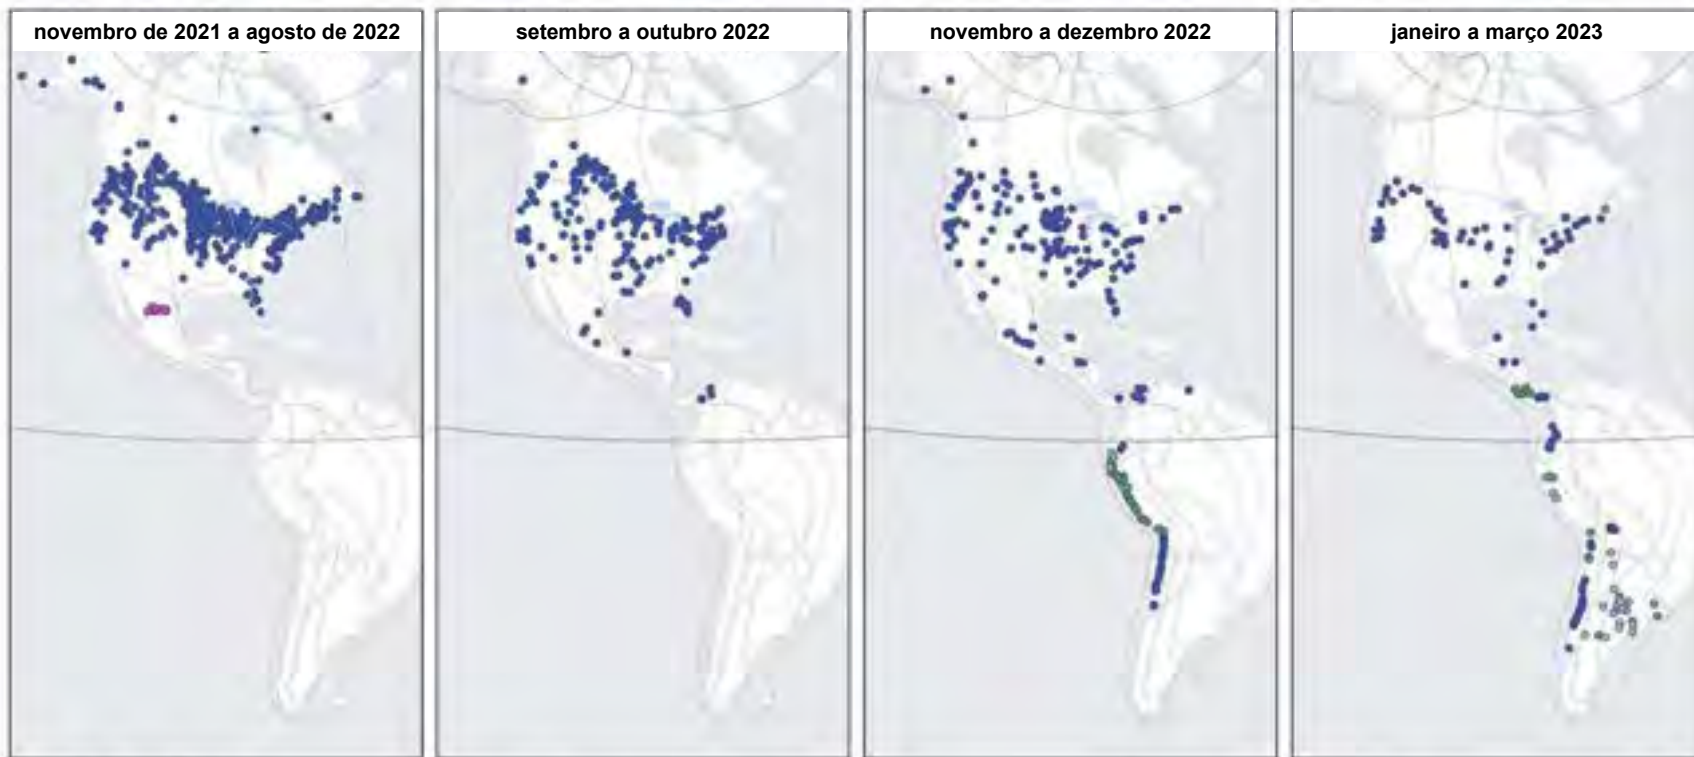 novembro de 2021 a agosto de 2022
setembro a outubro 2022
novembro a dezembro 2022
janeiro a março 2023